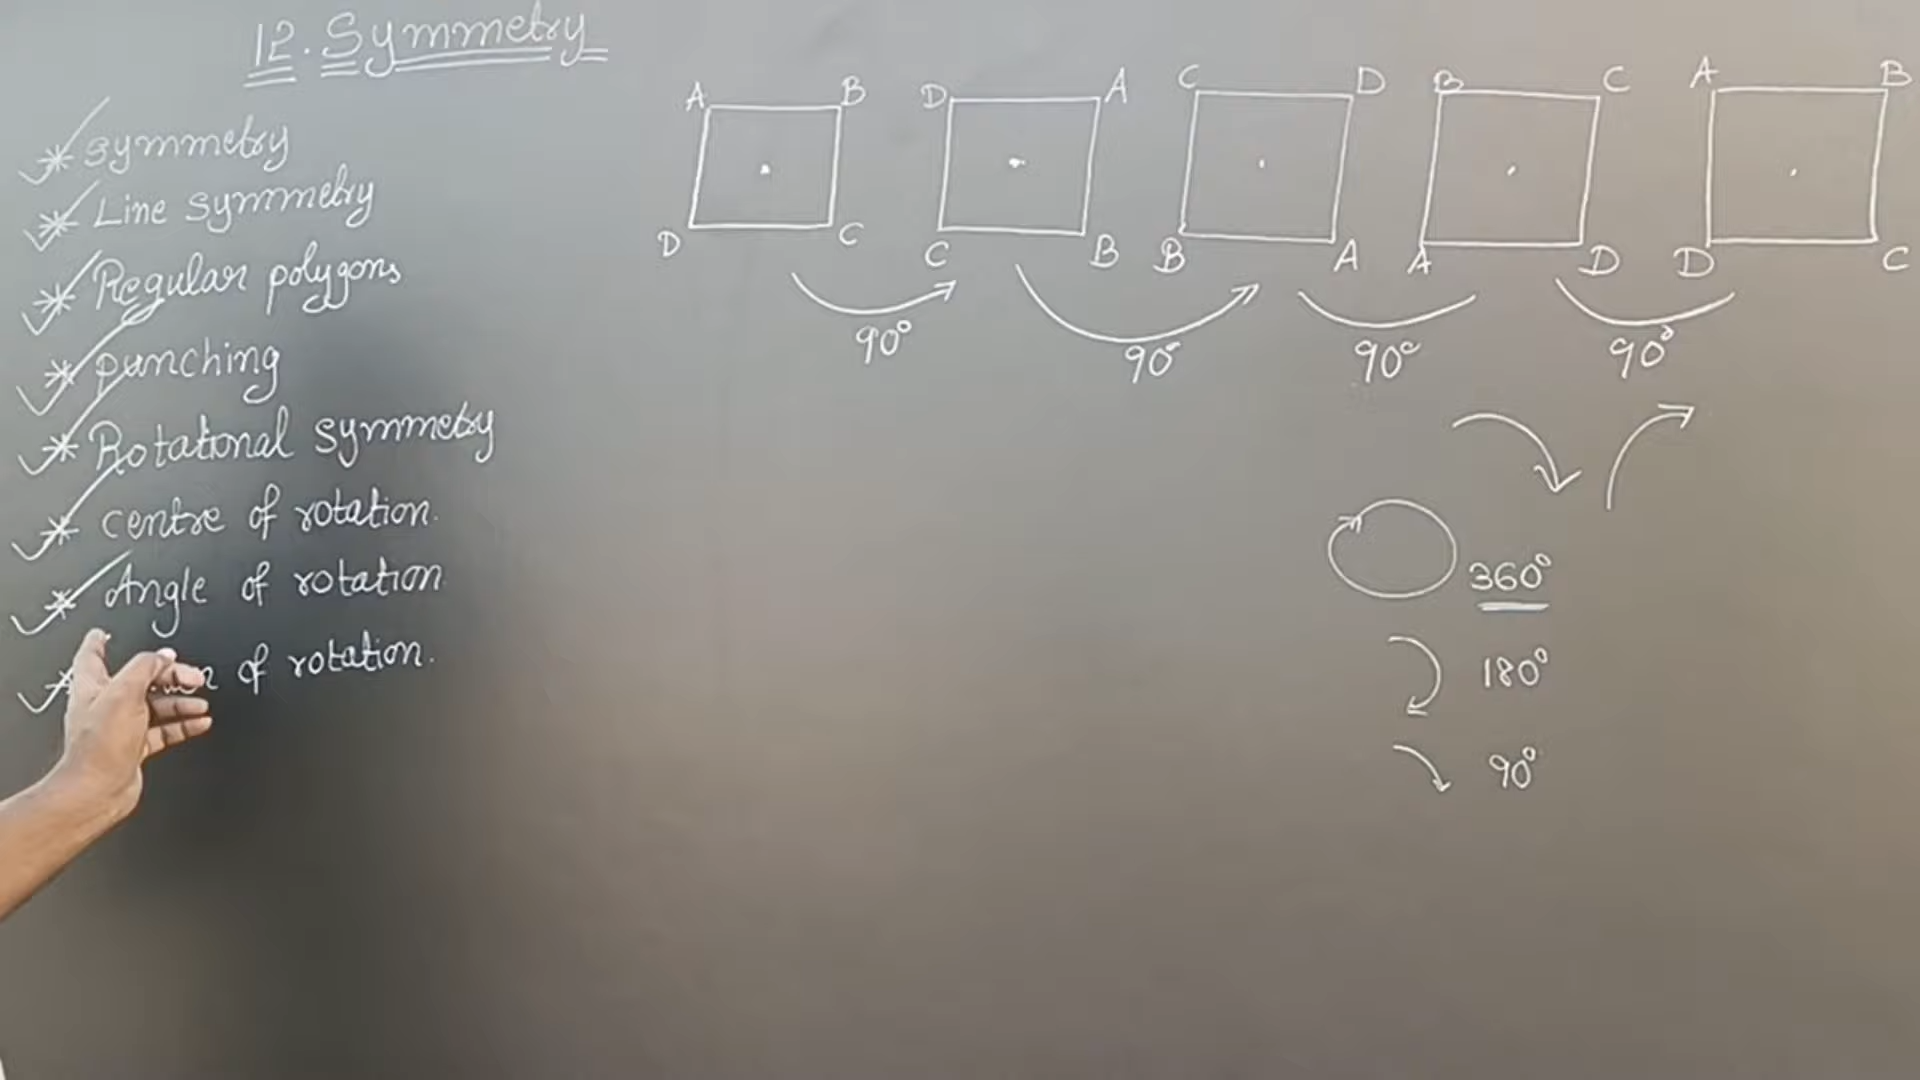 12. Symmetry
* Symmetry
* Line symmetry
* Regular polygons
* punching
* Rotational symmetry
* centre of rotation.
* Angle of rotation
of rotation.
A B D A C D B C A B
D C C B B A A D D C
90° 90° 90° 90°
360°
180°
90°